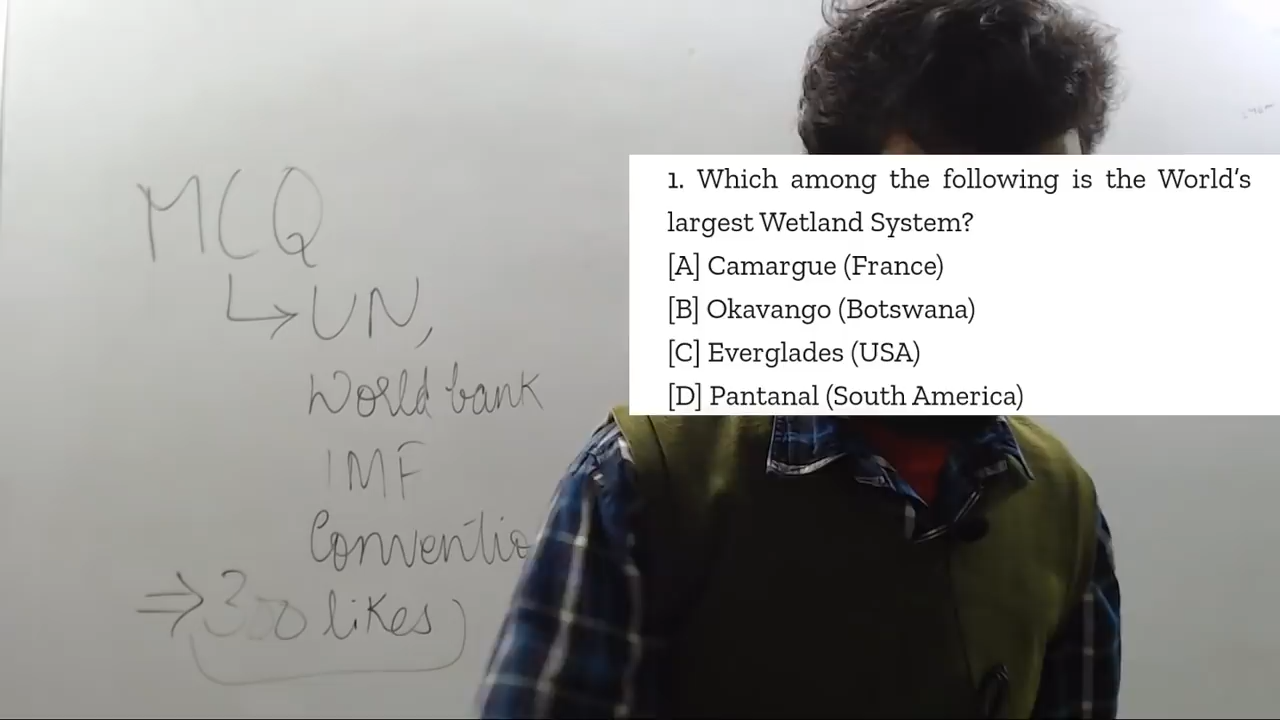 MCQ
↳ UN,
World bank
IMF
Conventio
⇒ 300 likes
1. Which among the following is the World's
largest Wetland System?
[A] Camargue (France)
[B] Okavango (Botswana)
[C] Everglades (USA)
[D] Pantanal (South America)